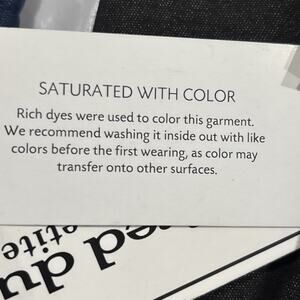 SATURATED WITH COLOR
Rich dyes were used to color this garment.
We recommend washing it inside out with like
colors before the first wearing, as color may
transfer onto other surfaces.